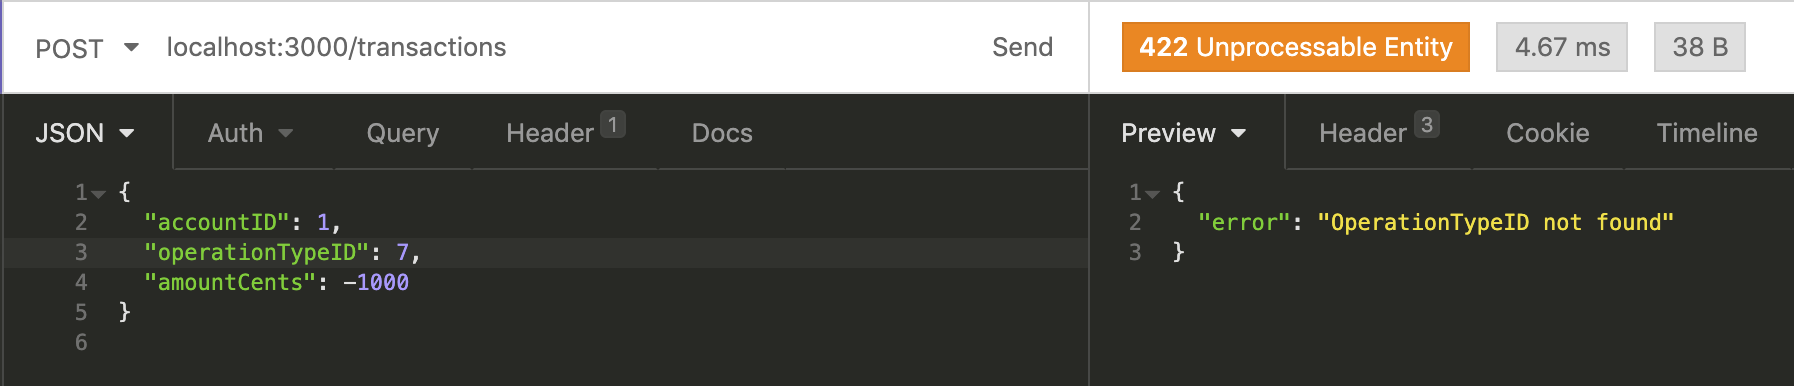 POST localhost:3000/transactions Send 422 Unprocessable Entity 4.67 ms 38 B
JSON Auth Query Header 1 Docs Preview Header 3 Cookie Timeline
1 {
2 "accountID": 1,
3 "operationTypeID": 7,
4 "amountCents": -1000
5 }
6
1 {
2 "error": "OperationTypeID not found"
3 }